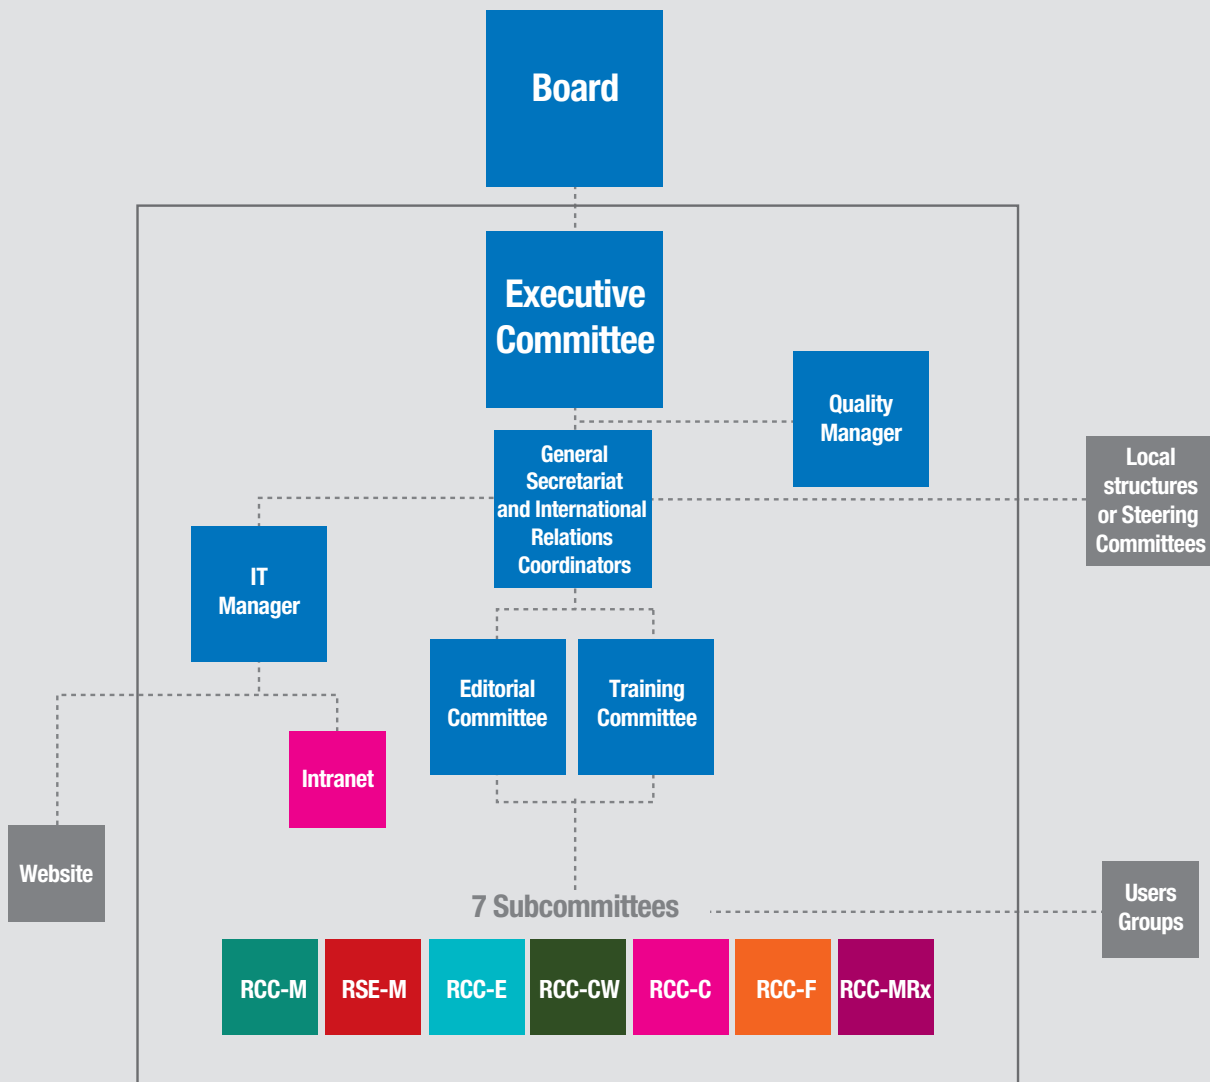 Board
Executive
Committee
Quality
Manager
General
Secretariat
and International
Relations
Coordinators
Local
structures
or Steering
Committees
IT
Manager
Editorial
Committee
Training
Committee
Intranet
Website
7 Subcommittees
Users
Groups
RCC-M
RSE-M
RCC-E
RCC-CW
RCC-C
RCC-F
RCC-MRx